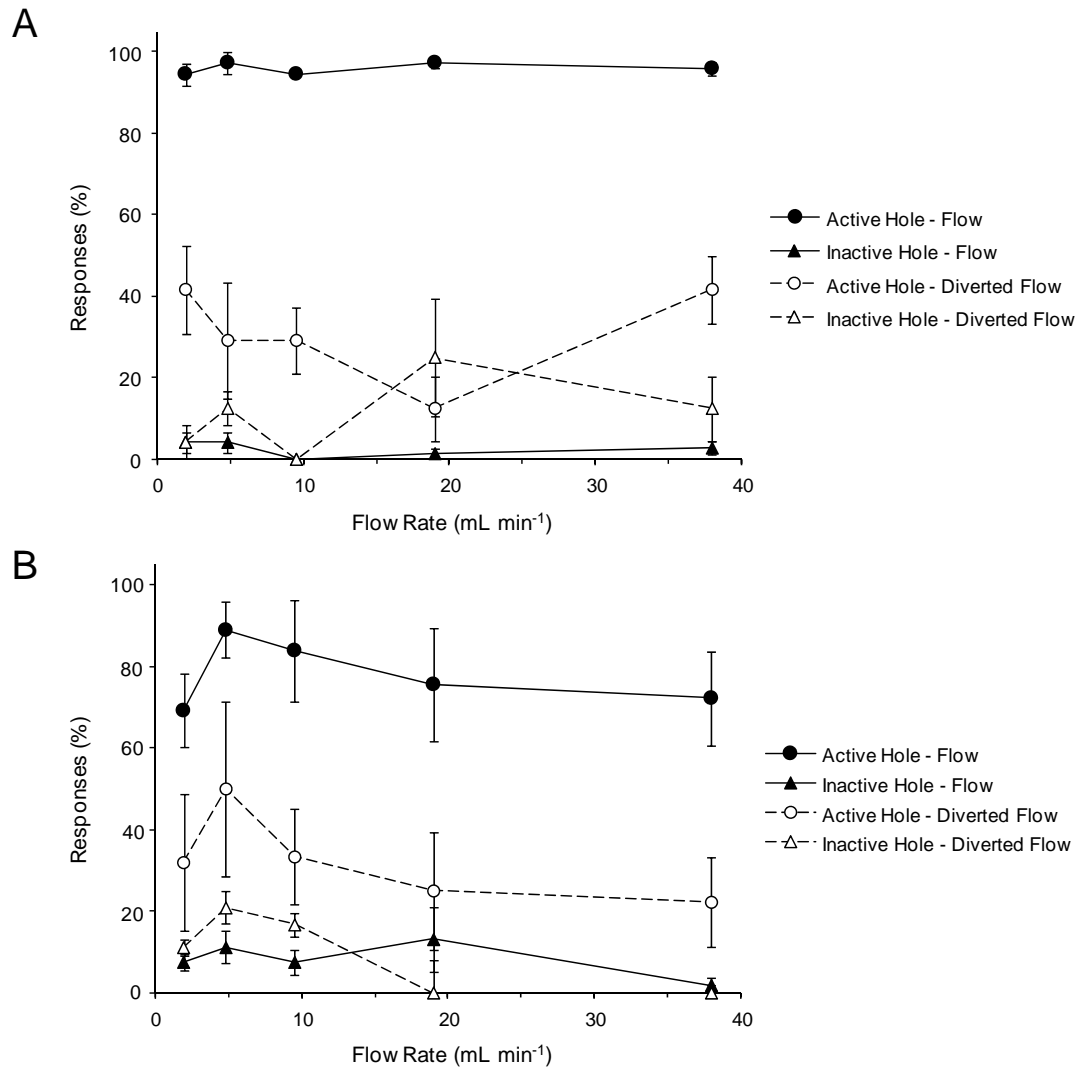 A
100
80
60
40
20
0
Responses (%)
0 10 20 30 40
Flow Rate (mL min-1)
Active Hole - Flow
Inactive Hole - Flow
Active Hole - Diverted Flow
Inactive Hole - Diverted Flow
B
100
80
60
40
20
0
Responses (%)
0 10 20 30 40
Flow Rate (mL min-1)
Active Hole - Flow
Inactive Hole - Flow
Active Hole - Diverted Flow
Inactive Hole - Diverted Flow